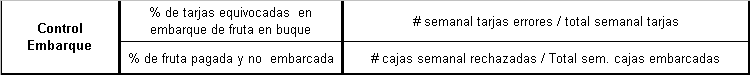 Control
Embarque
% de tarjas equivocadas en
embarque de fruta en buque
# semanal tarjas errores / total semanal tarjas
% de fruta pagada y no embarcada
# cajas semanal rechazadas / Total sem. cajas embarcadas